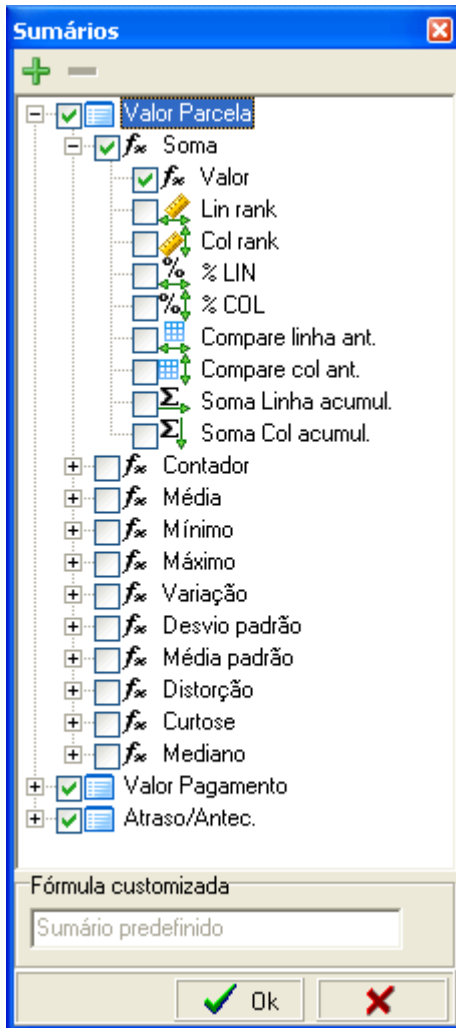 Sumários
Valor Parcela
Soma
Valor
Lin rank
Col rank
% LIN
% COL
Compare linha ant.
Compare col ant.
Soma Linha acumul.
Soma Col acumul.
Contador
Média
Mínimo
Máximo
Variação
Desvio padrão
Média padrão
Distorção
Curtose
Mediano
Valor Pagamento
Atraso/Antec.
Fórmula customizada
Sumário predefinido
Ok